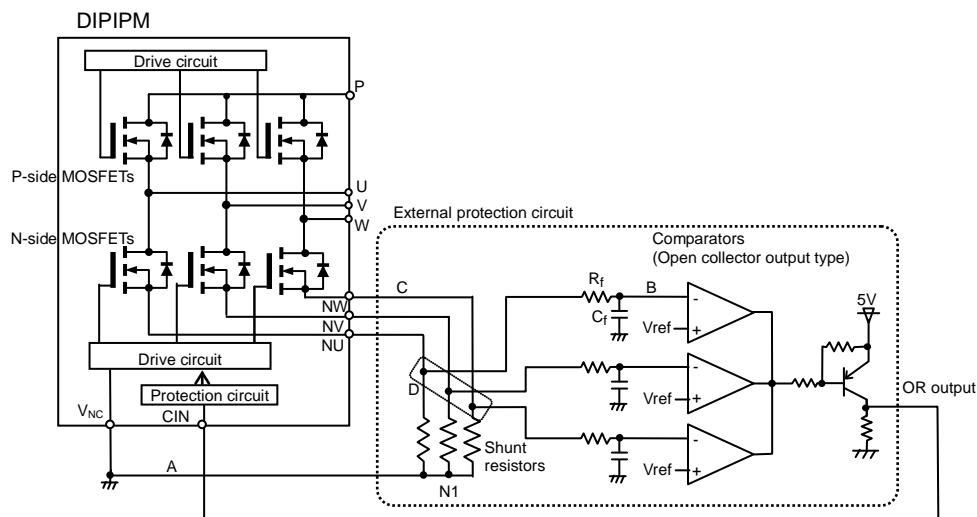 DIPIPM
Drive circuit
P
P-side MOSFETs
U
V
W
N-side MOSFETs
External protection circuit
Comparators
(Open collector output type)
C
Rf
B
Cf
5V
NW
NV
NU
Vref
-
+
Drive circuit
D
Vref
-
+
OR output
Protection circuit
VNC
CIN
Vref
-
+
Shunt
resistors
A
N1